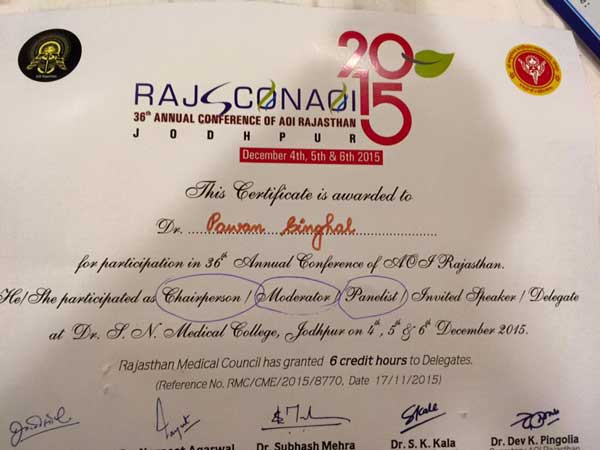 2015
RAJSCONAOI
36th ANNUAL CONFERENCE OF AOI RAJASTHAN
JODHPUR
December 4th, 5th & 6th 2015
This Certificate is awarded to
Dr. Pawan Singhal
for participation in 36th Annual Conference of AOI Rajasthan.
He/She participated as Chairperson / Moderator / Panelist / Invited Speaker / Delegate
at Dr. S. N. Medical College, Jodhpur on 4th, 5th & 6th December 2015.
Rajasthan Medical Council has granted 6 credit hours to Delegates.
(Reference No. RMC/CME/2015/8770, Date 17/11/2015)
Agarwal Dr. Subhash Mehra Dr. S. K. Kala Dr. Dev K. Pingolia